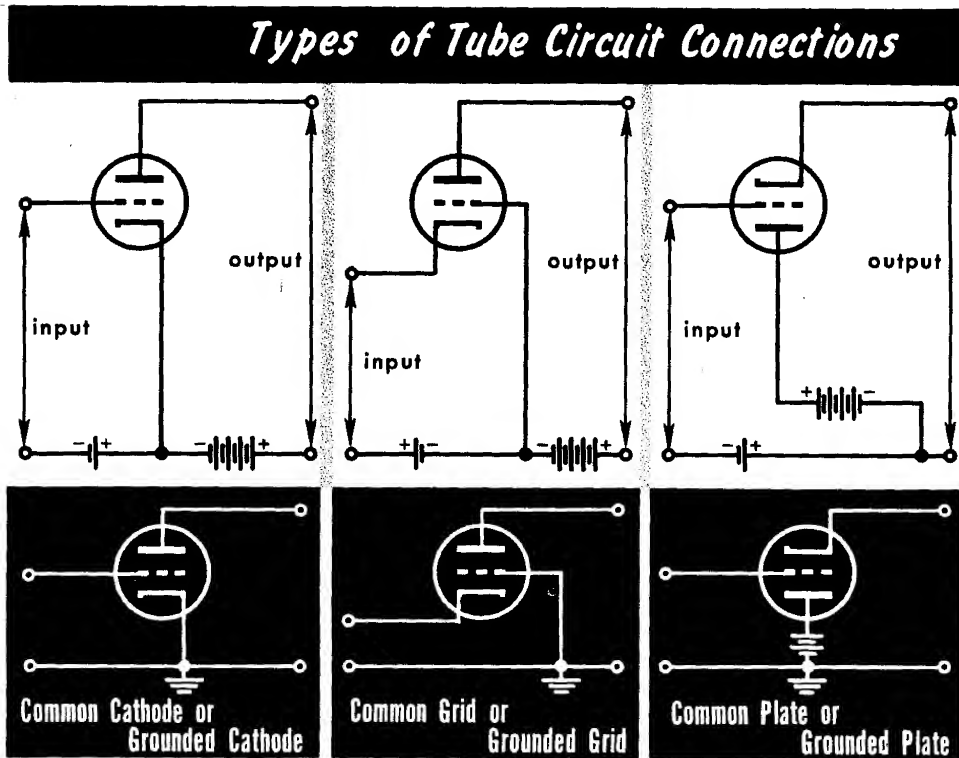 Types of Tube Circuit Connections
output
input
- +
- +
output
input
+ -
- +
output
input
+ -
- +
Common Cathode or
Grounded Cathode
Common Grid or
Grounded Grid
Common Plate or
Grounded Plate